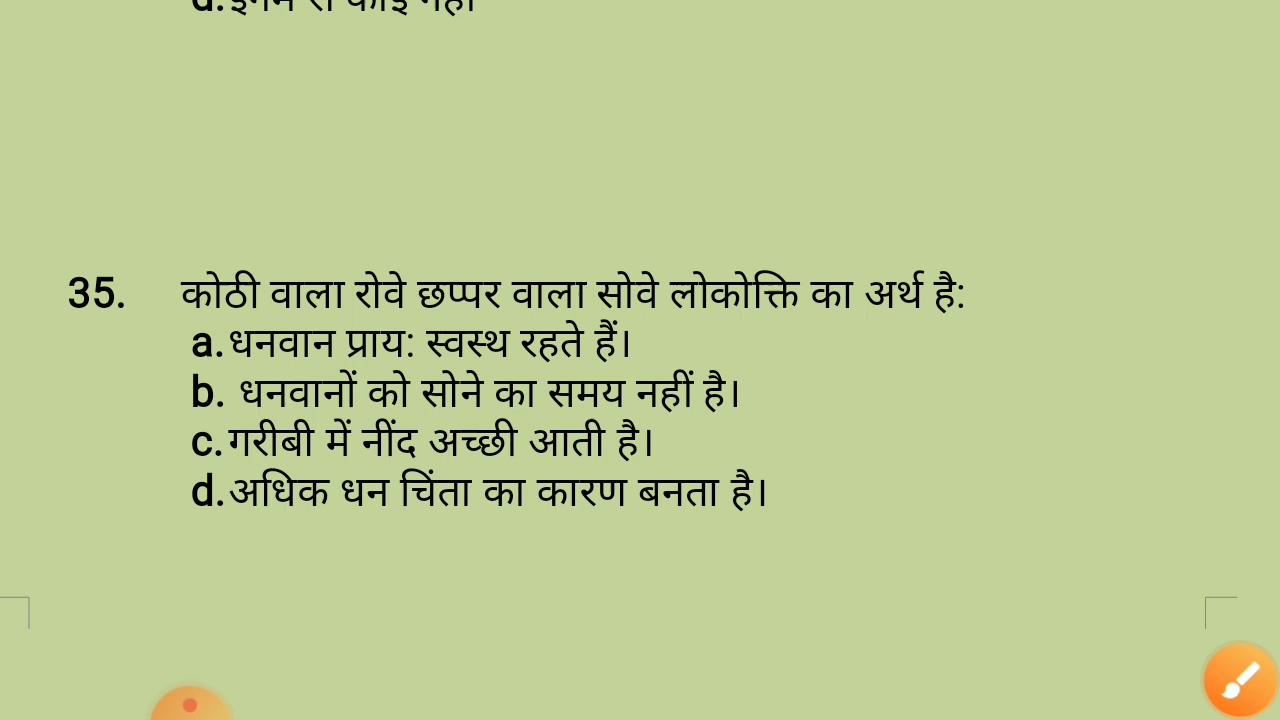 35. कोठी वाला रोवे छप्पर वाला सोवे लोकोक्ति का अर्थ है:
a.धनवान प्राय: स्वस्थ रहते हैं।
b. धनवानों को सोने का समय नहीं है।
c.गरीबी में नींद अच्छी आती है।
d.अधिक धन चिंता का कारण बनता है।